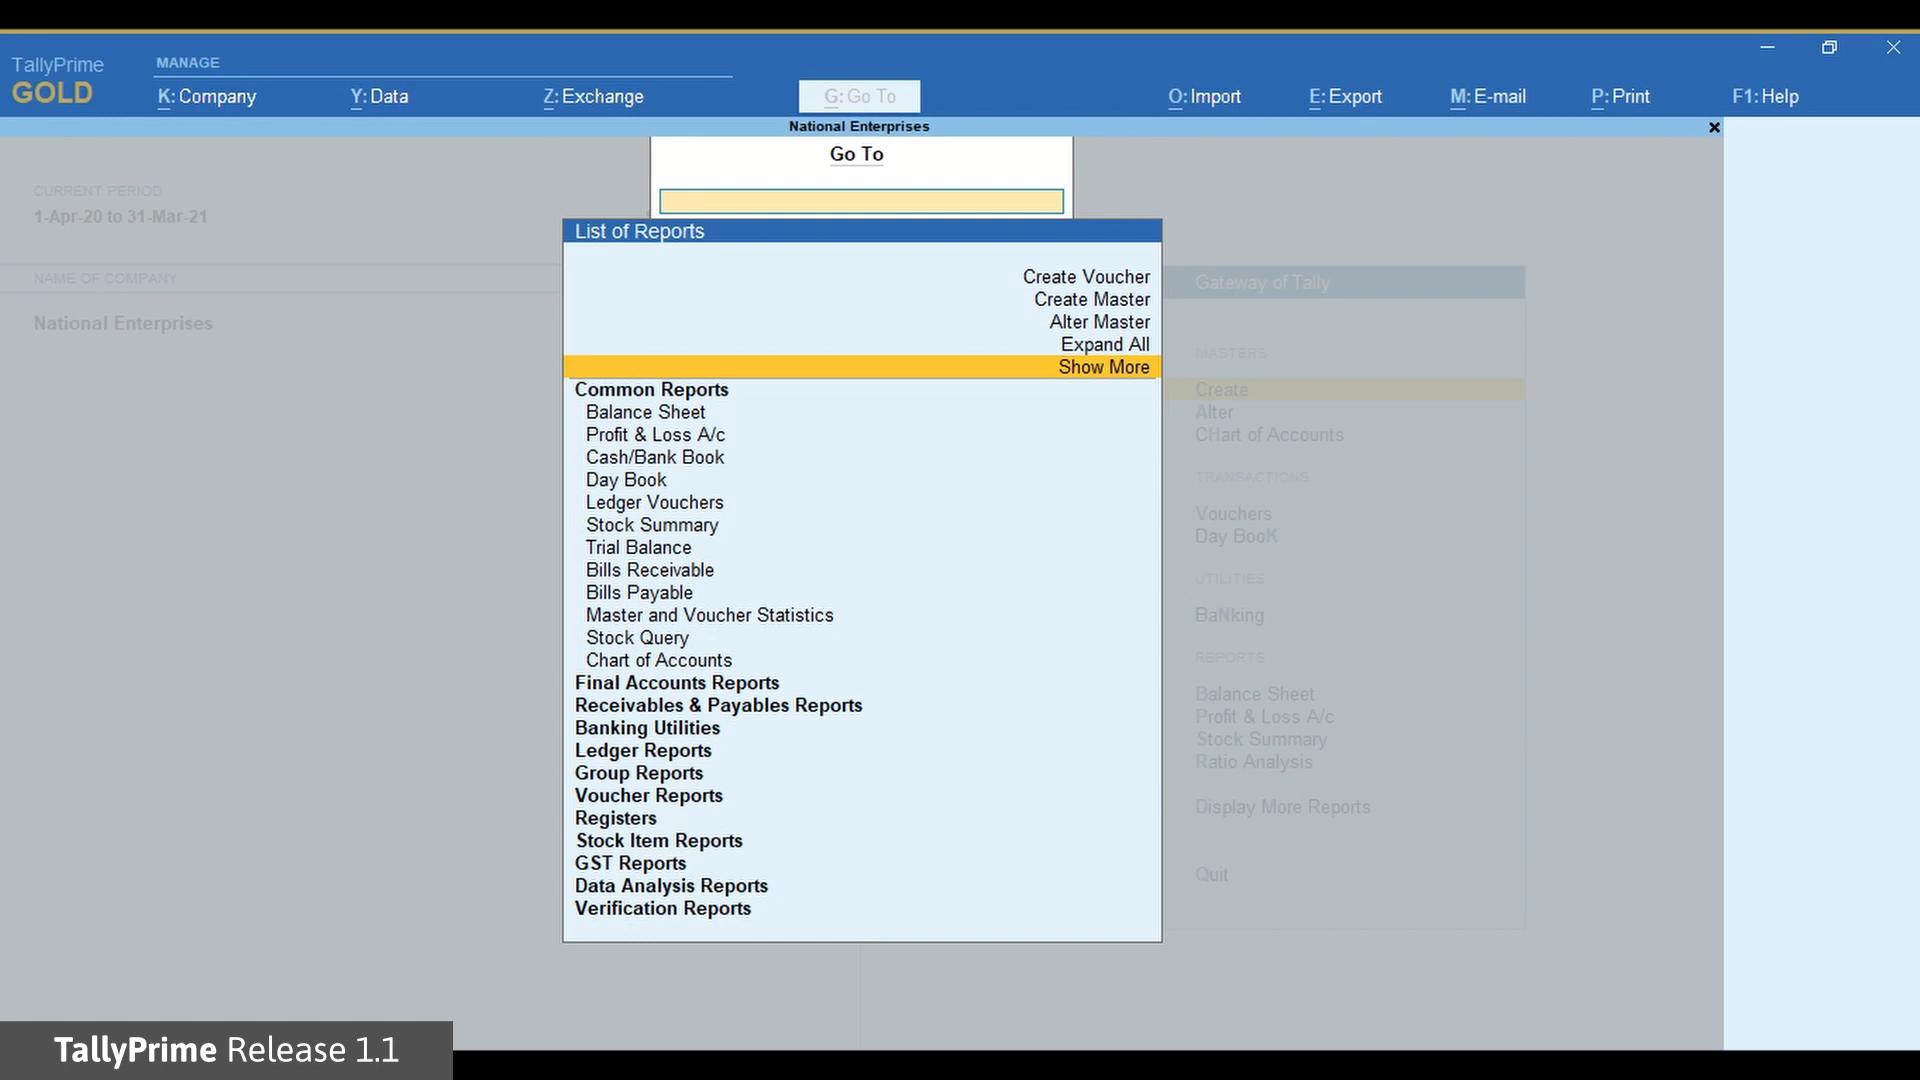 TallyPrime
GOLD
MANAGE
K: Company
Y: Data
Z: Exchange
G: Go To
O: Import
E: Export
M: E-mail
P: Print
F1: Help
National Enterprises
Go To
CURRENT PERIOD
1-Apr-20 to 31-Mar-21
NAME OF COMPANY
National Enterprises
List of Reports
Create Voucher
Create Master
Alter Master
Expand All
Show More
Common Reports
Balance Sheet
Profit & Loss A/c
Cash/Bank Book
Day Book
Ledger Vouchers
Stock Summary
Trial Balance
Bills Receivable
Bills Payable
Master and Voucher Statistics
Stock Query
Chart of Accounts
Final Accounts Reports
Receivables & Payables Reports
Banking Utilities
Ledger Reports
Group Reports
Voucher Reports
Registers
Stock Item Reports
GST Reports
Data Analysis Reports
Verification Reports
Gateway of Tally
MASTERS
Create
Alter
CHart of Accounts
TRANSACTIONS
Vouchers
Day BooK
UTILITIES
BaNking
REPORTS
Balance Sheet
Profit & Loss A/c
Stock Summary
Ratio Analysis
Display More Reports
Quit
TallyPrime Release 1.1